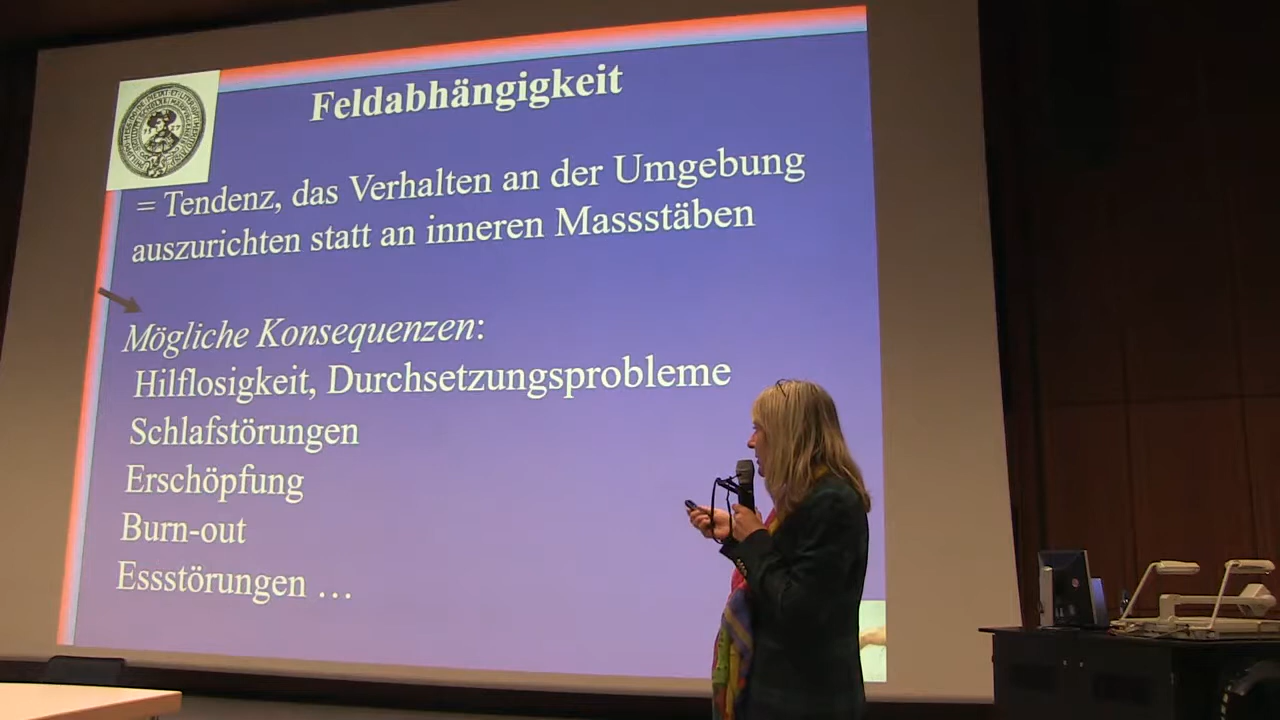 Feldabhängigkeit
= Tendenz, das Verhalten an der Umgebung
auszurichten statt an inneren Massstäben
Mögliche Konsequenzen:
Hilflosigkeit, Durchsetzungsprobleme
Schlafstörungen
Erschöpfung
Burn-out
Essstörungen …